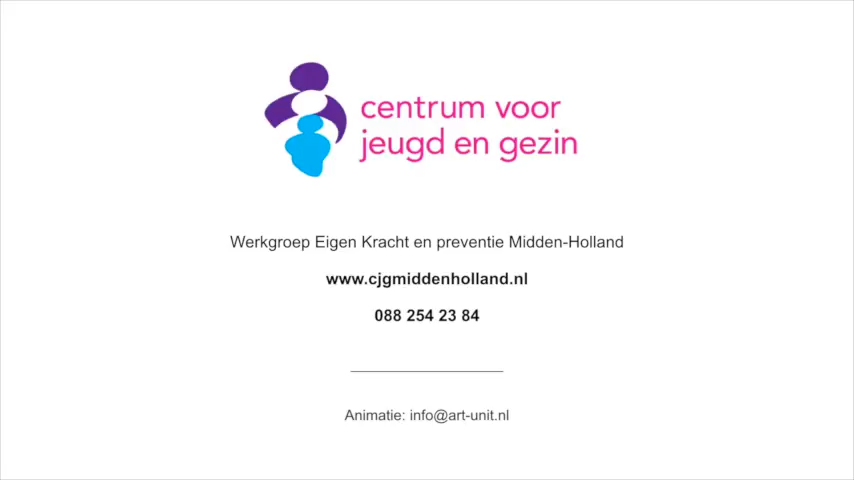 centrum voor
jeugd en gezin
Werkgroep Eigen Kracht en preventie Midden-Holland
www.cjgmiddenholland.nl
088 254 23 84
Animatie: info@art-unit.nl